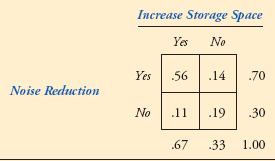 Increase Storage Space
Yes No
Yes .56 .14 .70
Noise Reduction
No .11 .19 .30
.67 .33 1.00